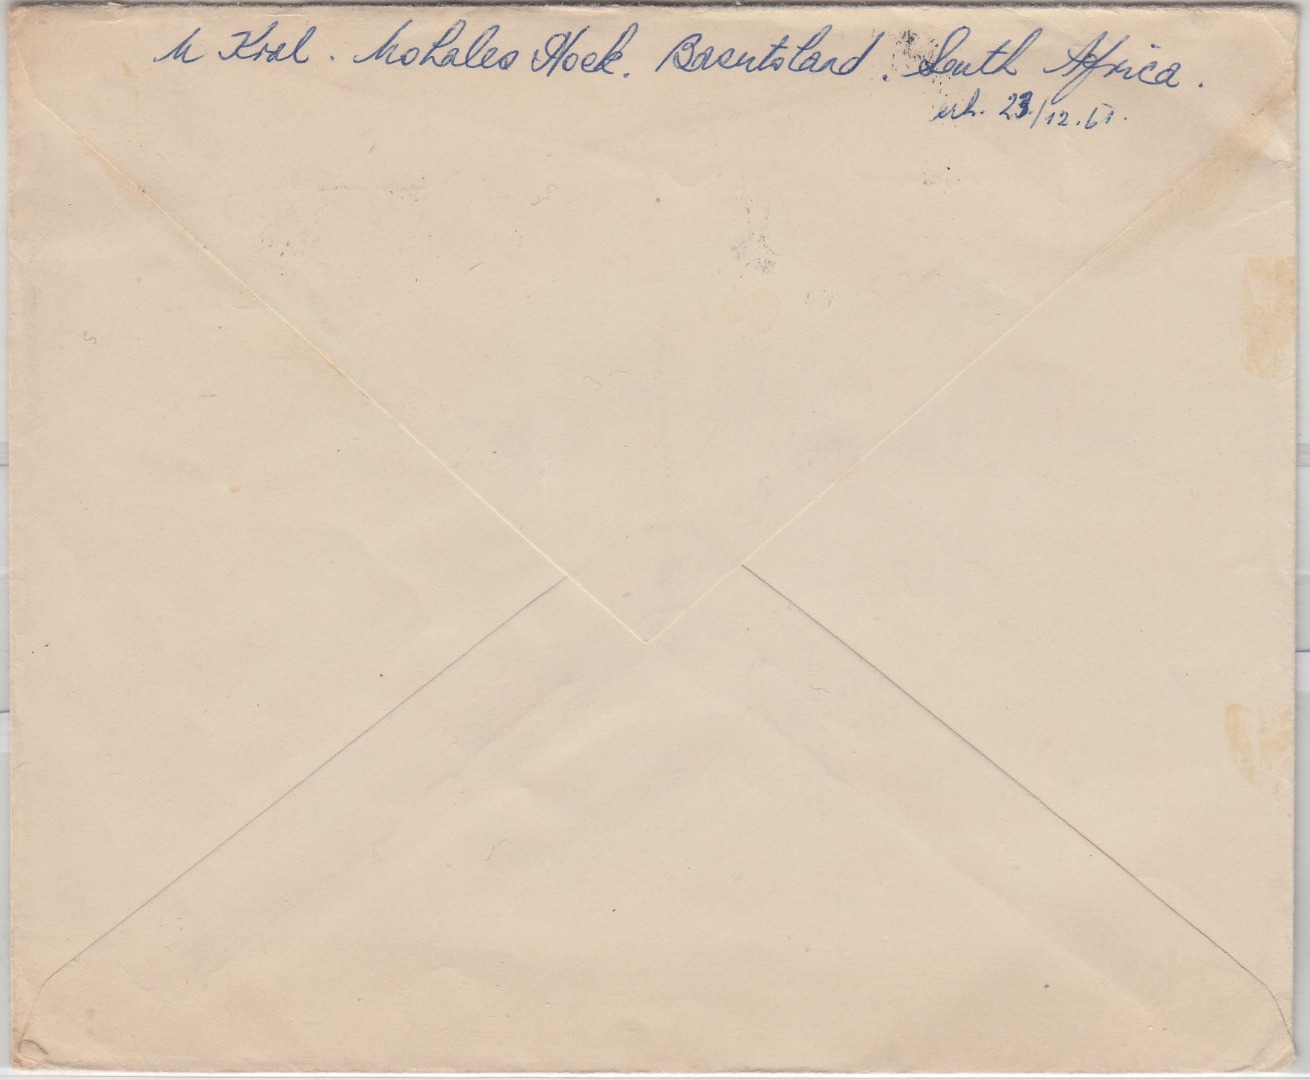 M Kral. Mohales Hoek. Basutoland. South Africa.
erh. 23/12.61.